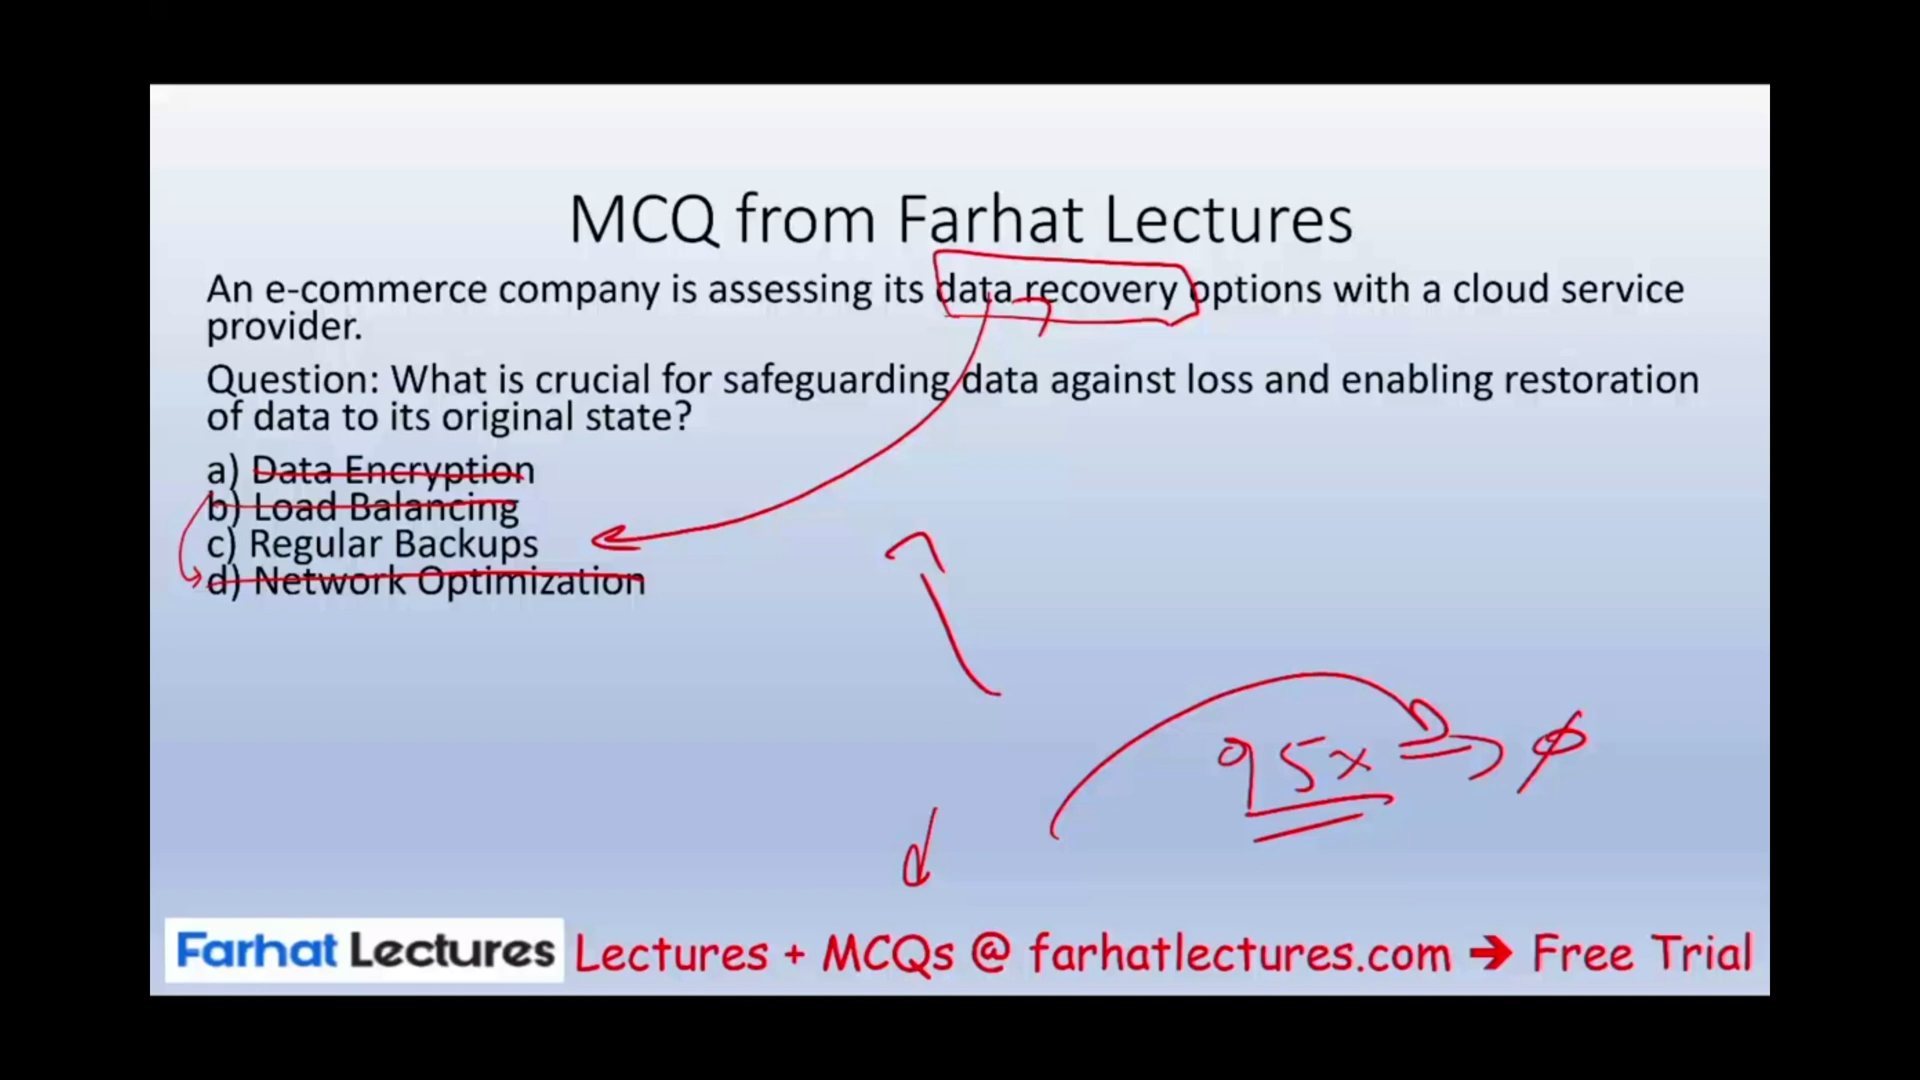 MCQ from Farhat Lectures
An e-commerce company is assessing its data recovery options with a cloud service
provider.
Question: What is crucial for safeguarding data against loss and enabling restoration
of data to its original state?
a) Data Encryption
b) Load Balancing
c) Regular Backups
d) Network Optimization
95x
d
Farhat Lectures Lectures + MCQs @ farhatlectures.com → Free Trial